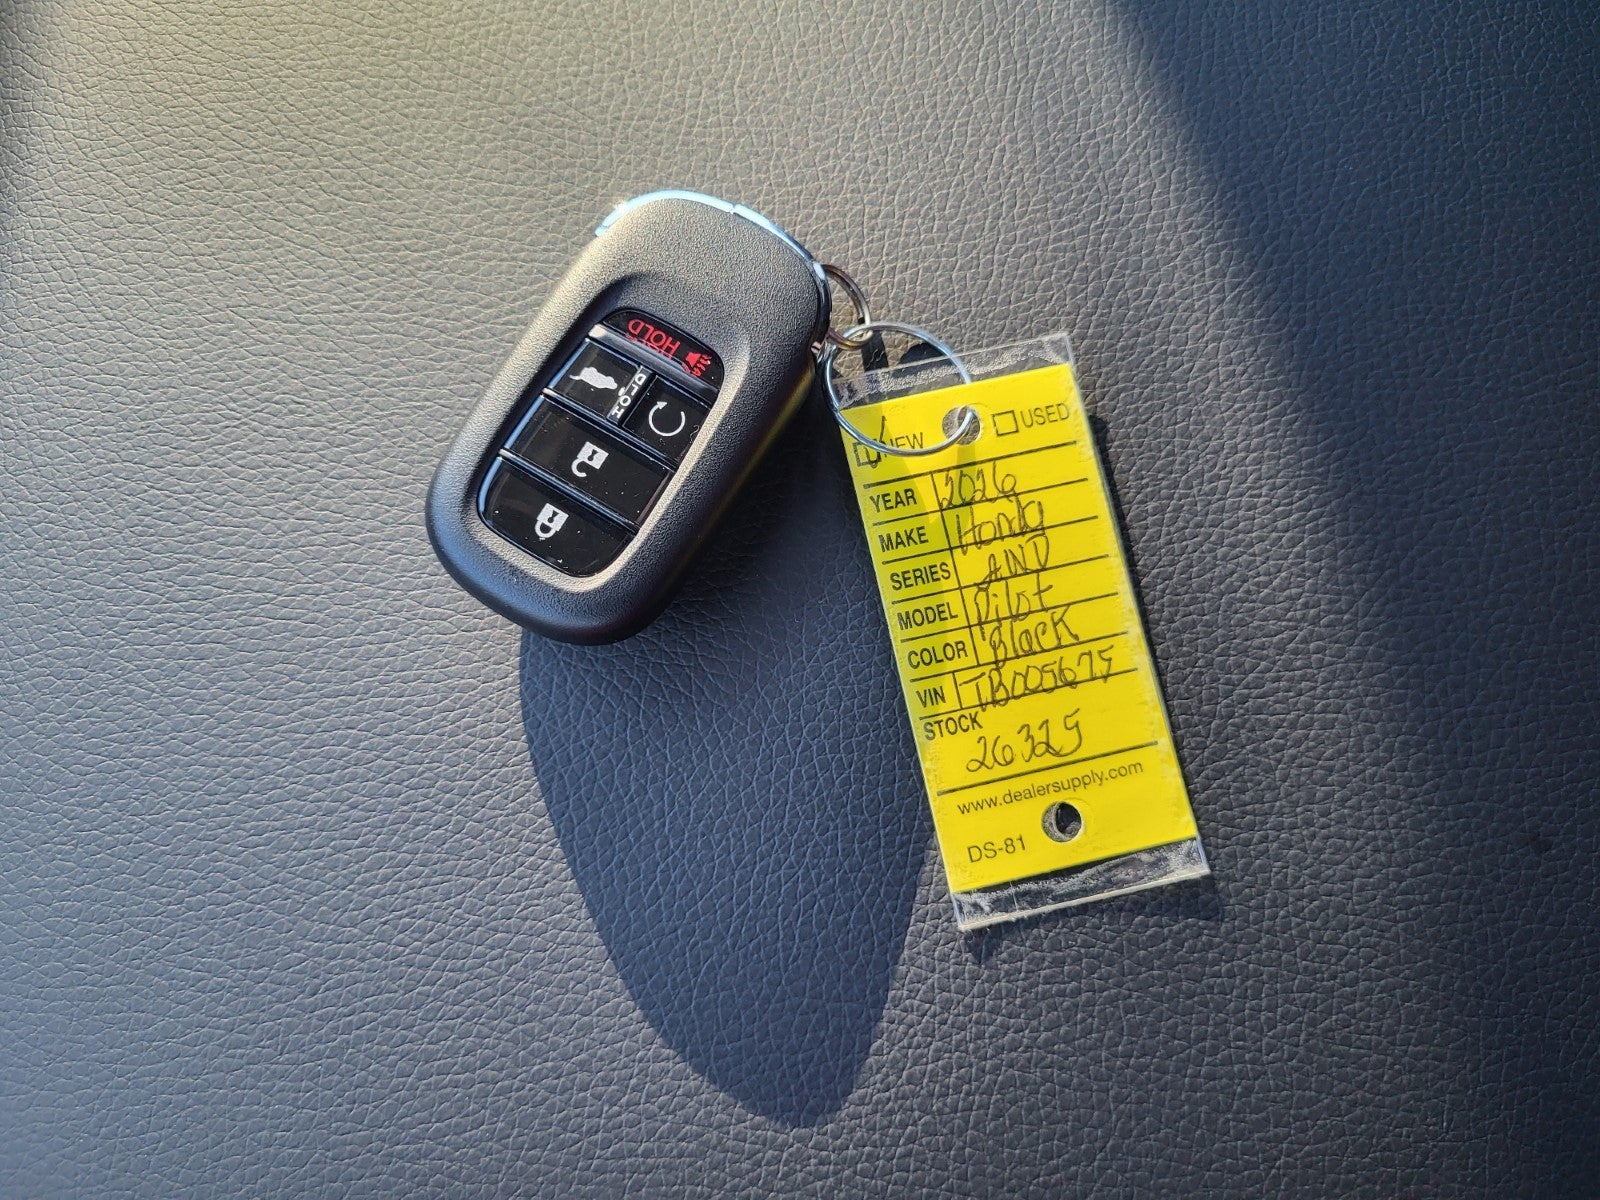 HOLD
HOLD
NEW USED
YEAR 2026
MAKE Honda
SERIES AWD
MODEL Pilot
COLOR Black
VIN TB005675
STOCK
26325
www.dealersupply.com
DS-81